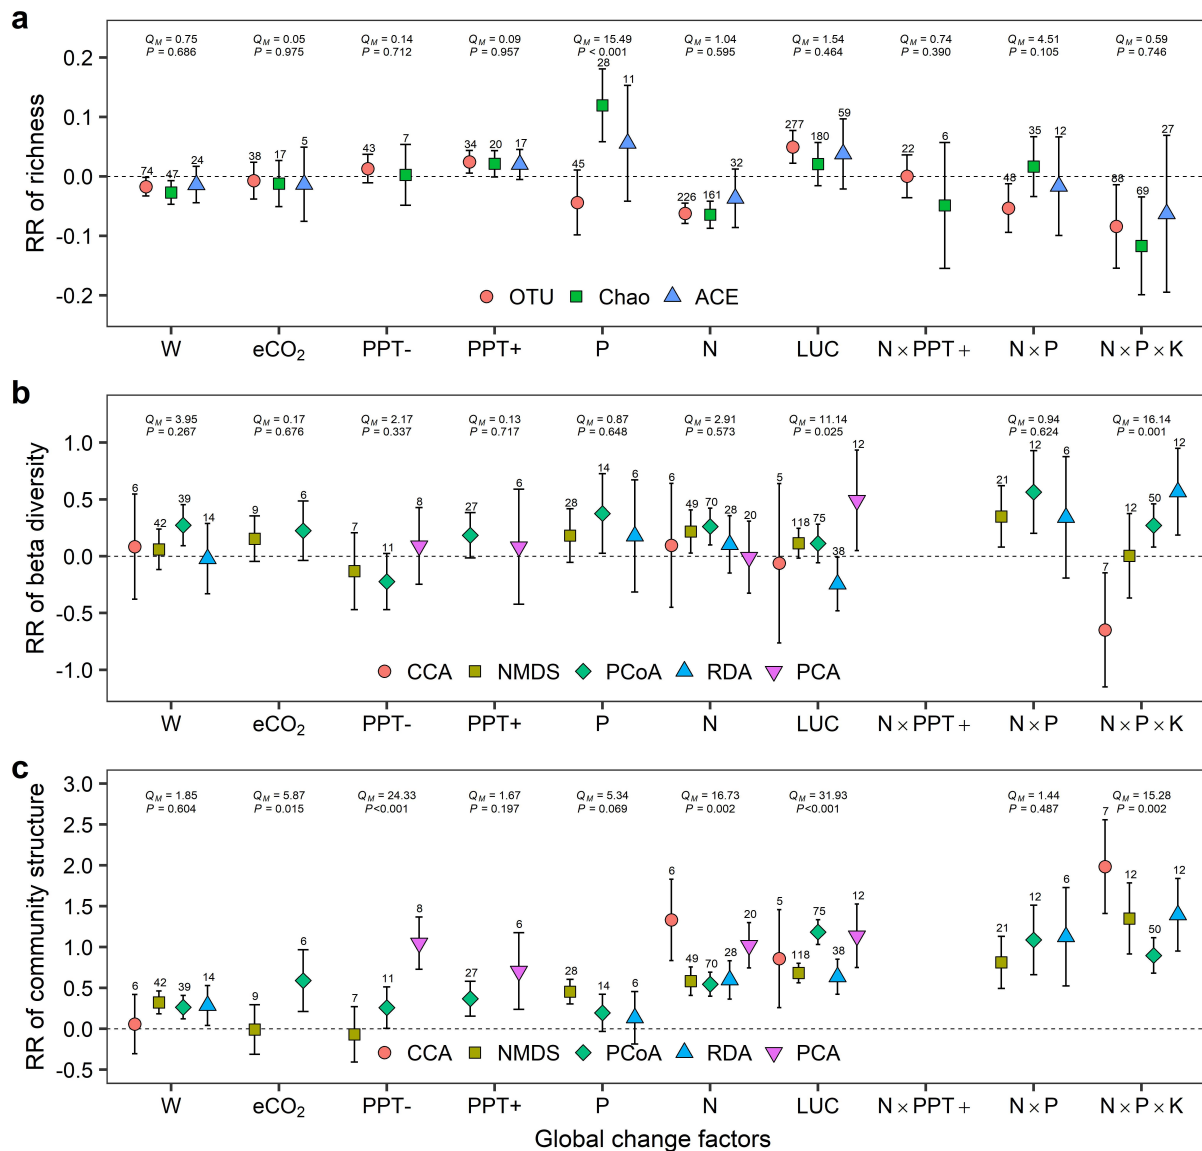 a
Q_M = 0.75 Q_M = 0.05 Q_M = 0.14 Q_M = 0.09 Q_M = 15.49 Q_M = 1.04 Q_M = 1.54 Q_M = 0.74 Q_M = 4.51 Q_M = 0.59
P = 0.686 P = 0.975 P = 0.712 P = 0.957 P < 0.001 P = 0.595 P = 0.464 P = 0.390 P = 0.105 P = 0.746
RR of richness
0.2
0.1
0.0
-0.1
-0.2
74 47 24 38 17 5 43 7 34 20 17 45 28 11 226 161 32 277 180 59 22 6 48 35 12 88 69 27
OTU Chao ACE
W eCO₂ PPT- PPT+ P N LUC N×PPT+ N×P N×P×K
b
Q_M = 3.95 Q_M = 0.17 Q_M = 2.17 Q_M = 0.13 Q_M = 0.87 Q_M = 2.91 Q_M = 11.14 Q_M = 0.94 Q_M = 16.14
P = 0.267 P = 0.676 P = 0.337 P = 0.717 P = 0.648 P = 0.573 P = 0.025 P = 0.624 P = 0.001
RR of beta diversity
1.0
0.5
0.0
-0.5
-1.0
6 42 39 14 9 6 7 11 8 27 6 28 14 6 6 49 70 28 20 5 118 75 38 12 21 12 6 7 12 50 12
CCA NMDS PCoA RDA PCA
W eCO₂ PPT- PPT+ P N LUC N×PPT+ N×P N×P×K
c
Q_M = 1.85 Q_M = 5.87 Q_M = 24.33 Q_M = 1.67 Q_M = 5.34 Q_M = 16.73 Q_M = 31.93 Q_M = 1.44 Q_M = 15.28
P = 0.604 P = 0.015 P<0.001 P = 0.197 P = 0.069 P = 0.002 P<0.001 P = 0.487 P = 0.002
RR of community structure
3.0
2.5
2.0
1.5
1.0
0.5
0.0
-0.5
6 42 39 14 9 6 7 11 8 27 6 28 14 6 6 49 70 28 20 5 118 75 38 12 21 12 6 7 12 50 12
CCA NMDS PCoA RDA PCA
W eCO₂ PPT- PPT+ P N LUC N×PPT+ N×P N×P×K
Global change factors